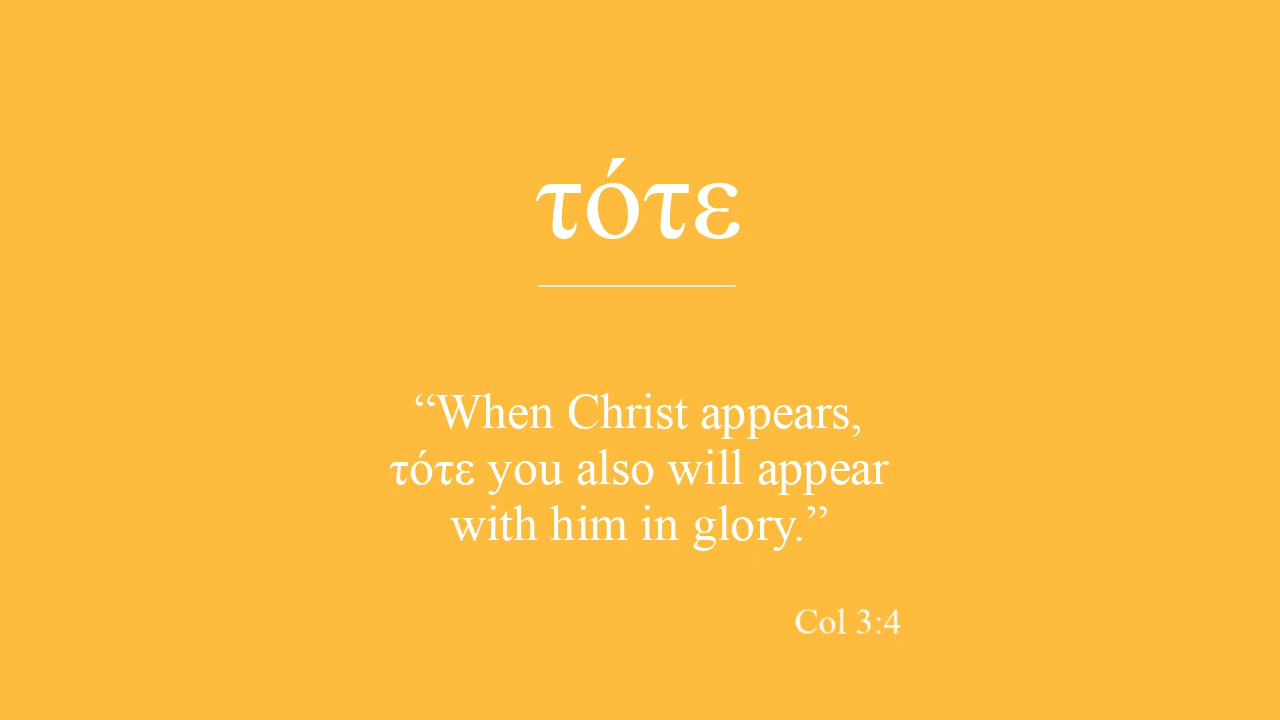 τότε
“When Christ appears,
τότε you also will appear
with him in glory.”
Col 3:4